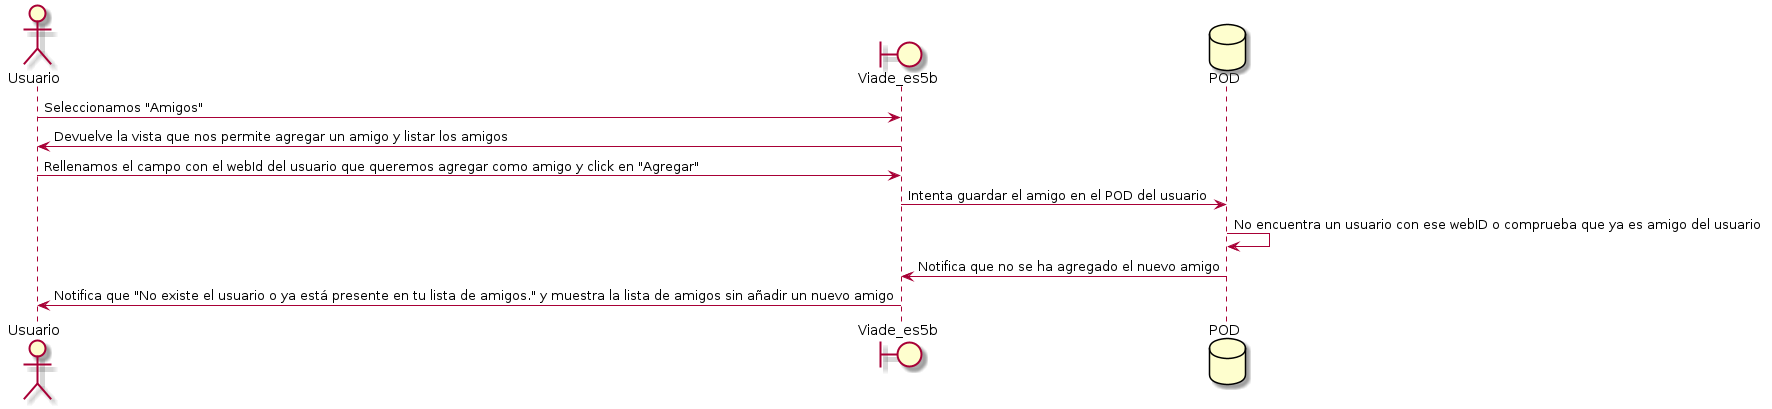 Usuario
Viade_es5b
POD
Seleccionamos "Amigos"
Devuelve la vista que nos permite agregar un amigo y listar los amigos
Rellenamos el campo con el webId del usuario que queremos agregar como amigo y click en "Agregar"
Intenta guardar el amigo en el POD del usuario
No encuentra un usuario con ese webID o comprueba que ya es amigo del usuario
Notifica que no se ha agregado el nuevo amigo
Notifica que "No existe el usuario o ya está presente en tu lista de amigos." y muestra la lista de amigos sin añadir un nuevo amigo
Usuario
Viade_es5b
POD